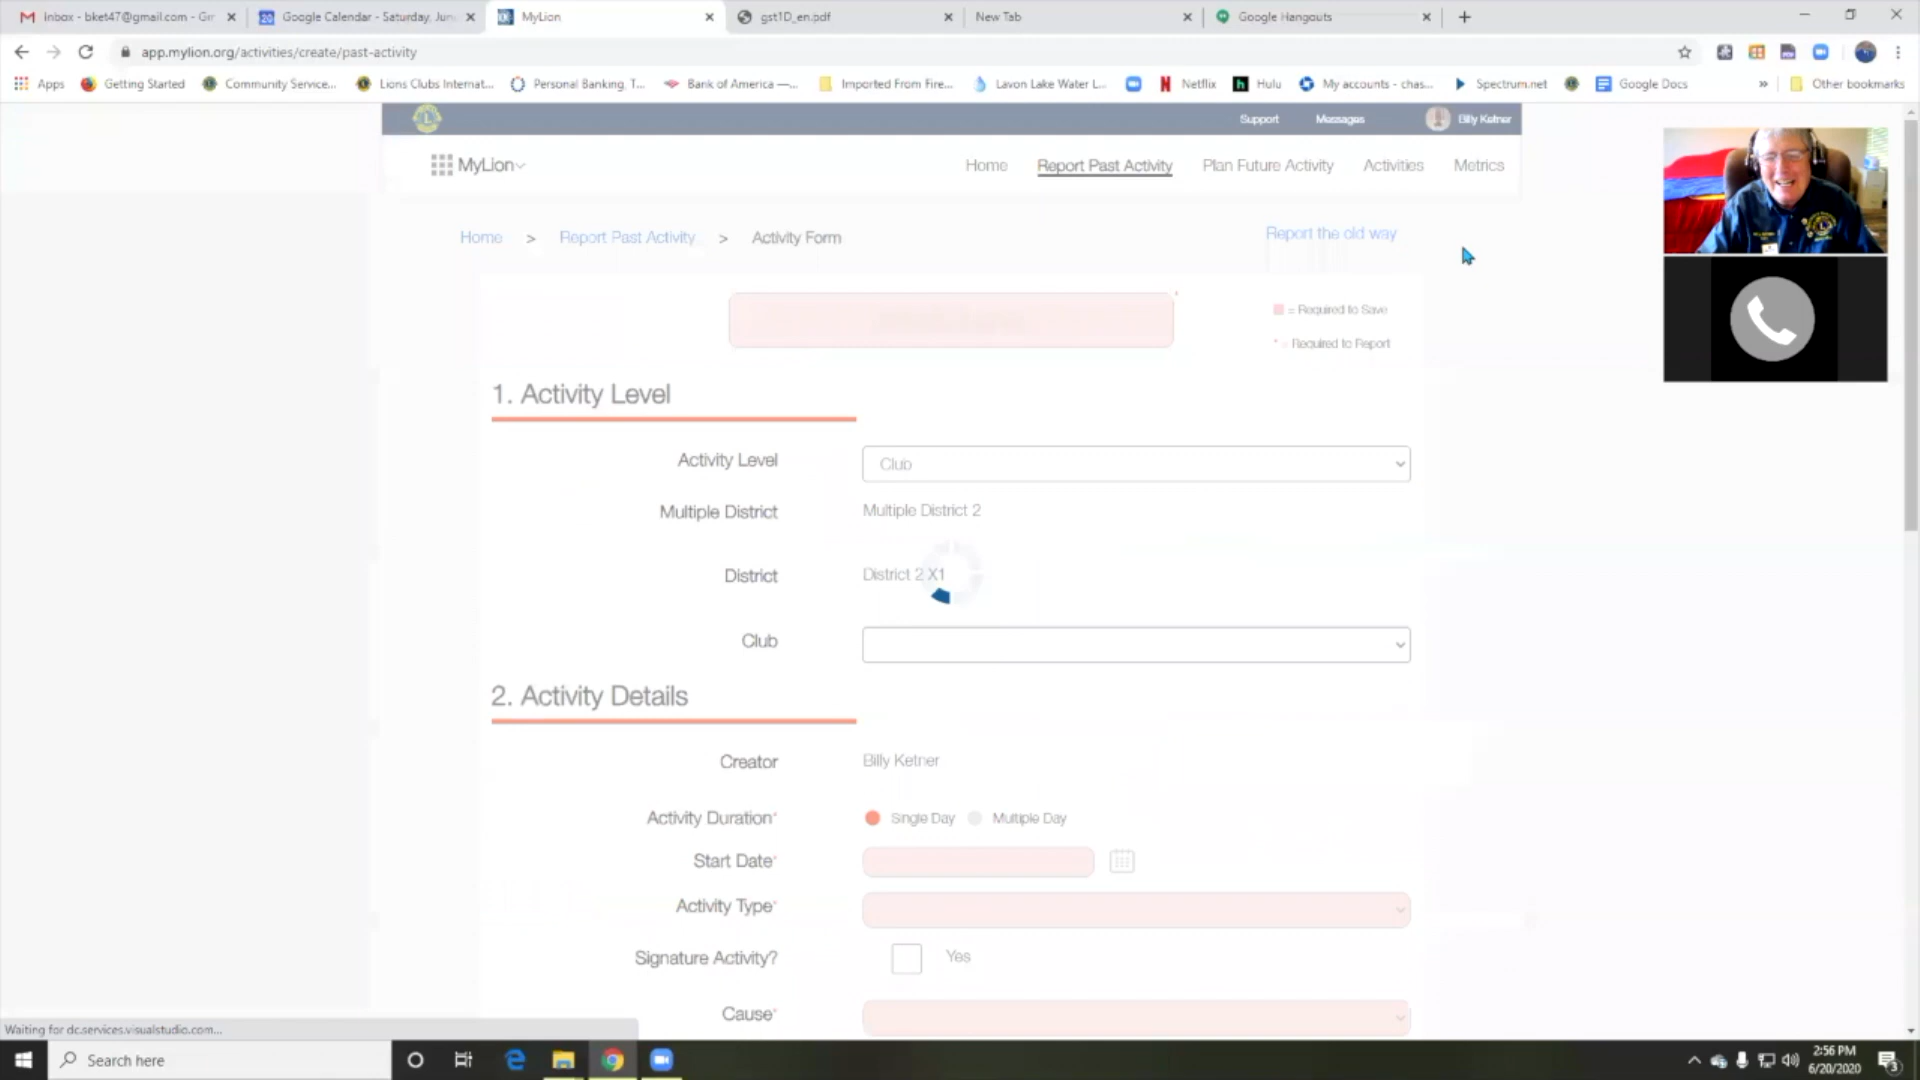 Inbox - bket47@gmail.com - Gm
Google Calendar - Saturday, Jun
MyLion
gst1D_en.pdf
New Tab
Google Hangouts
app.mylion.org/activities/create/past-activity
Apps
Getting Started
Community Service...
Lions Clubs Internat...
Personal Banking, T...
Bank of America —...
Imported From Fire...
Lavon Lake Water L...
Netflix
Hulu
My accounts - chas...
Spectrum.net
Google Docs
»
Other bookmarks
Support
Messages
Billy Ketner
MyLion
Home
Report Past Activity
Plan Future Activity
Activities
Metrics
Home > Report Past Activity > Activity Form
Report the old way
*
= Required to Save
* = Required to Report
1. Activity Level
Activity Level
Club
Multiple District
Multiple District 2
District
District 2 X1
Club
2. Activity Details
Creator
Billy Ketner
Activity Duration*
Single Day
Multiple Day
Start Date*
Activity Type*
Signature Activity?
Yes
Cause*
Waiting for dc.services.visualstudio.com...
Search here
2:56 PM
6/20/2020
3